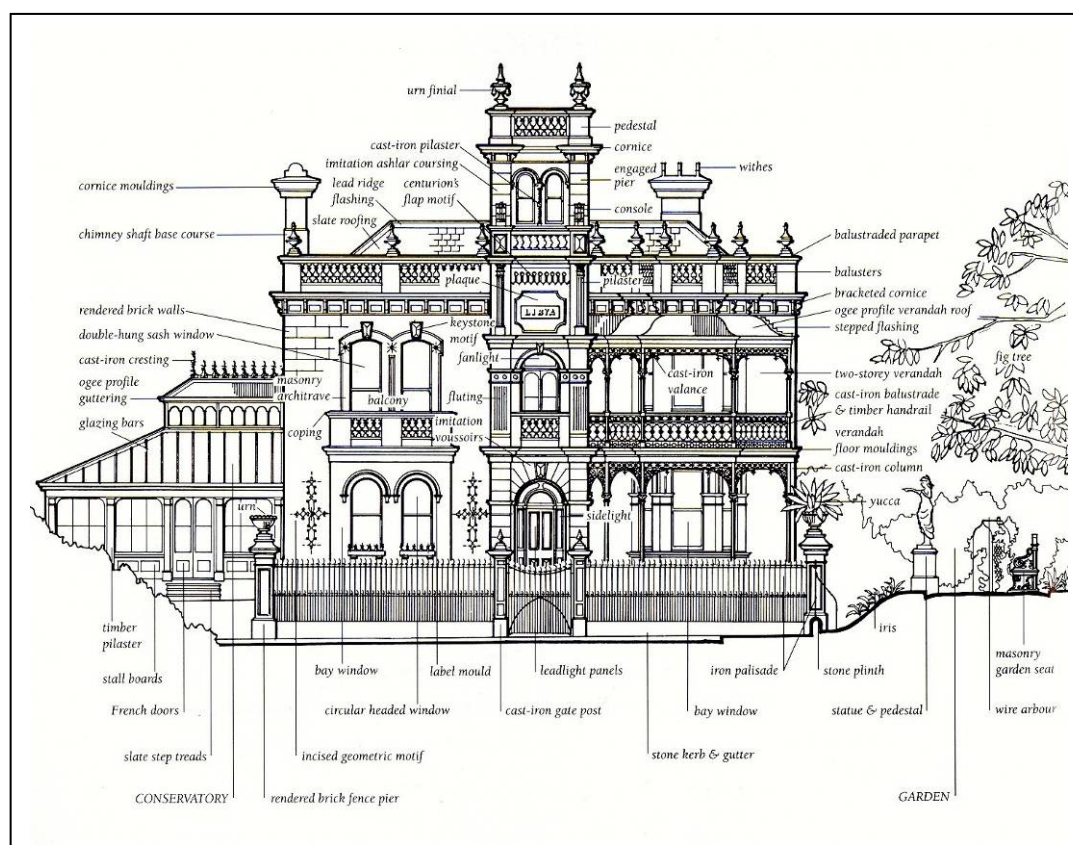 urn finial
pedestal
cornice
cast-iron pilaster
imitation ashlar coursing
lead ridge
flashing
centurion's
flap motif
slate roofing
engaged
pier
withes
console
cornice mouldings
chimney shaft base course
balustraded parapet
balusters
plaque
pilaster
LIBYA
bracketed cornice
ogee profile verandah roof
stepped flashing
rendered brick walls
double-hung sash window
keystone
motif
fanlight
cast-iron cresting
ogee profile
guttering
glazing bars
masonry
architrave
balcony
coping
fluting
imitation
voussoirs
cast-iron
valance
two-storey verandah
cast-iron balustrade
& timber handrail
fig tree
verandah
floor mouldings
cast-iron column
urn
sidelight
yucca
timber
pilaster
stall boards
French doors
slate step treads
CONSERVATORY
bay window
label mould
circular headed window
incised geometric motif
rendered brick fence pier
leadlight panels
cast-iron gate post
iron palisade
bay window
stone kerb & gutter
stone plinth
iris
statue & pedestal
masonry
garden seat
wire arbour
GARDEN